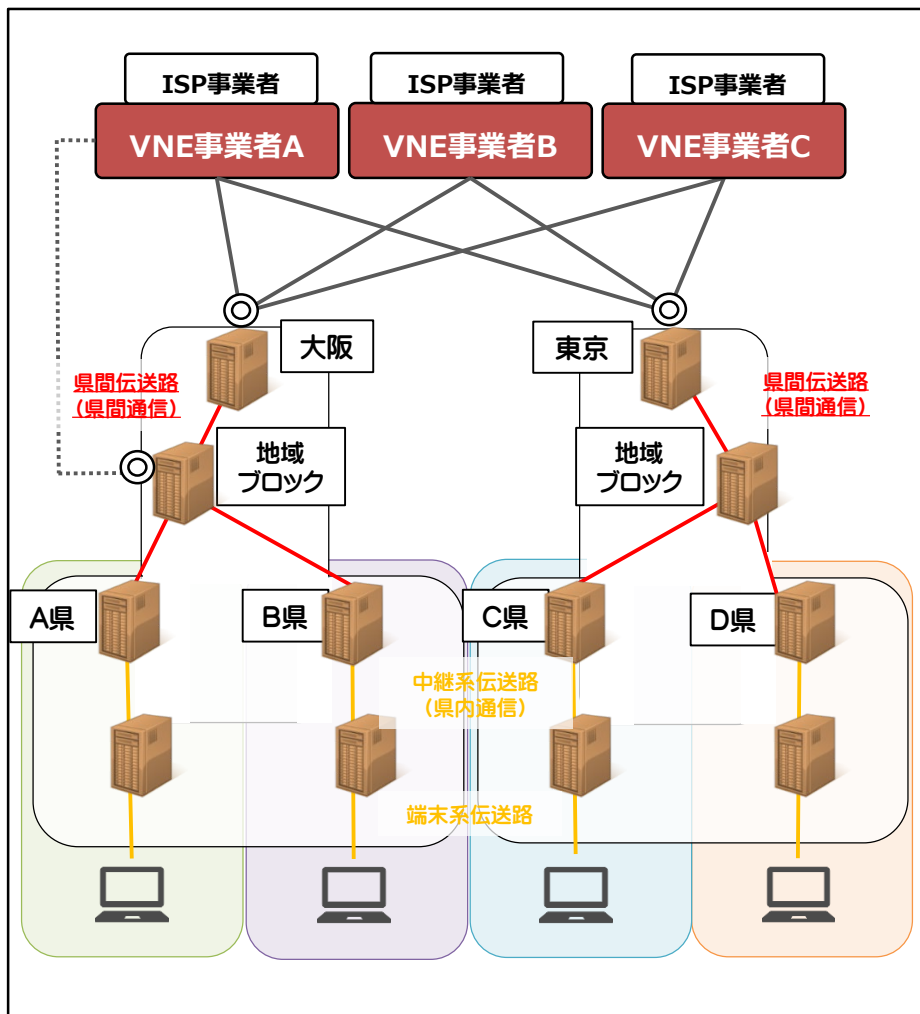 ISP事業者
ISP事業者
ISP事業者
VNE事業者A
VNE事業者B
VNE事業者C
大阪
東京
県間伝送路
(県間通信)
県間伝送路
(県間通信)
地域
ブロック
地域
ブロック
A県
B県
C県
D県
中継系伝送路
(県内通信)
端末系伝送路